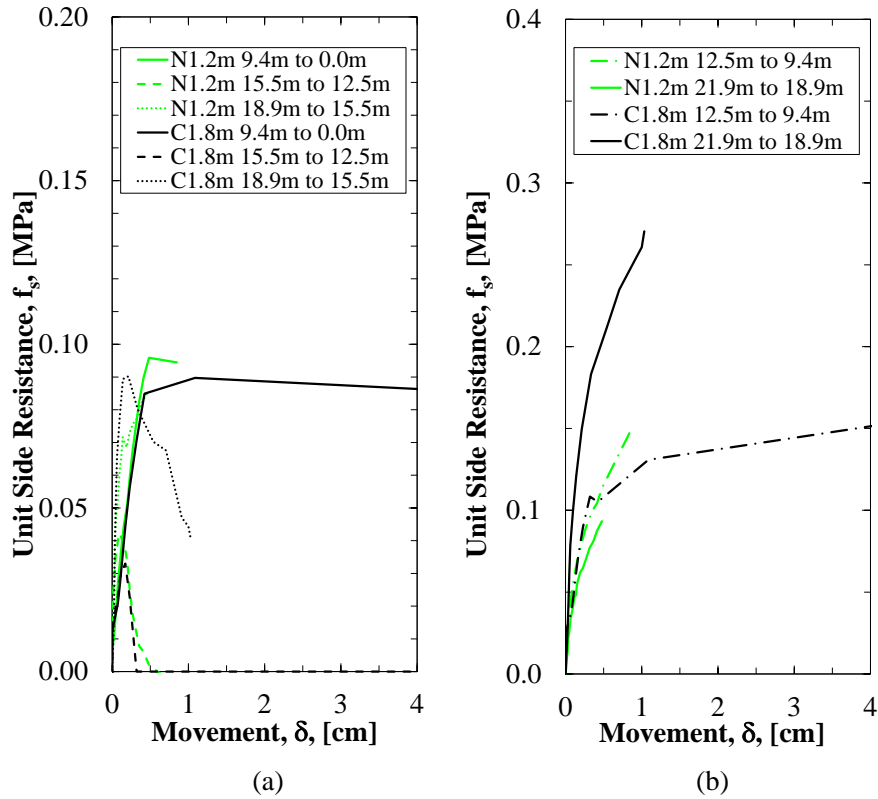 Unit Side Resistance, fs, [MPa]
0.20
0.15
0.10
0.05
0.00
N1.2m 9.4m to 0.0m
N1.2m 15.5m to 12.5m
N1.2m 18.9m to 15.5m
C1.8m 9.4m to 0.0m
C1.8m 15.5m to 12.5m
C1.8m 18.9m to 15.5m
0 1 2 3 4
Movement, δ, [cm]
(a)
Unit Side Resistance, fs, [MPa]
0.4
0.3
0.2
0.1
0.0
N1.2m 12.5m to 9.4m
N1.2m 21.9m to 18.9m
C1.8m 12.5m to 9.4m
C1.8m 21.9m to 18.9m
0 1 2 3 4
Movement, δ, [cm]
(b)